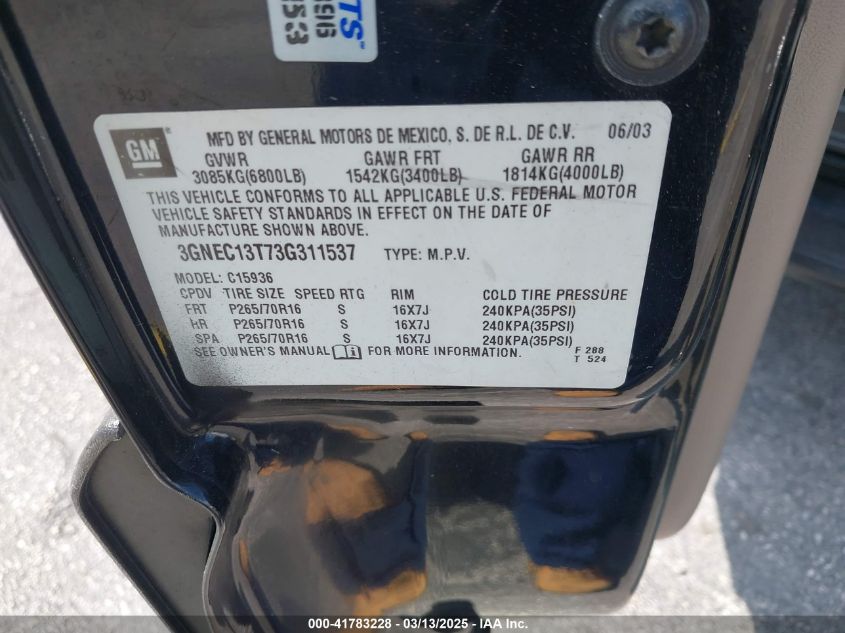 TS™
996
353
GM
MFD BY GENERAL MOTORS DE MEXICO, S. DE R.L. DE C.V. 06/03
GVWR GAWR FRT GAWR RR
3085KG(6800LB) 1542KG(3400LB) 1814KG(4000LB)
THIS VEHICLE CONFORMS TO ALL APPLICABLE U.S. FEDERAL MOTOR
VEHICLE SAFETY STANDARDS IN EFFECT ON THE DATE OF
MANUFACTURE SHOWN ABOVE.
3GNEC13T73G311537 TYPE: M.P.V.
MODEL: C15936
CPDV TIRE SIZE SPEED RTG RIM COLD TIRE PRESSURE
FRT P265/70R16 S 16X7J 240KPA(35PSI)
RR P265/70R16 S 16X7J 240KPA(35PSI)
SPA P265/70R16 S 16X7J 240KPA(35PSI)
SEE OWNER'S MANUAL FOR MORE INFORMATION. F 288
T 524
000-41783228 - 03/13/2025 - IAA Inc.